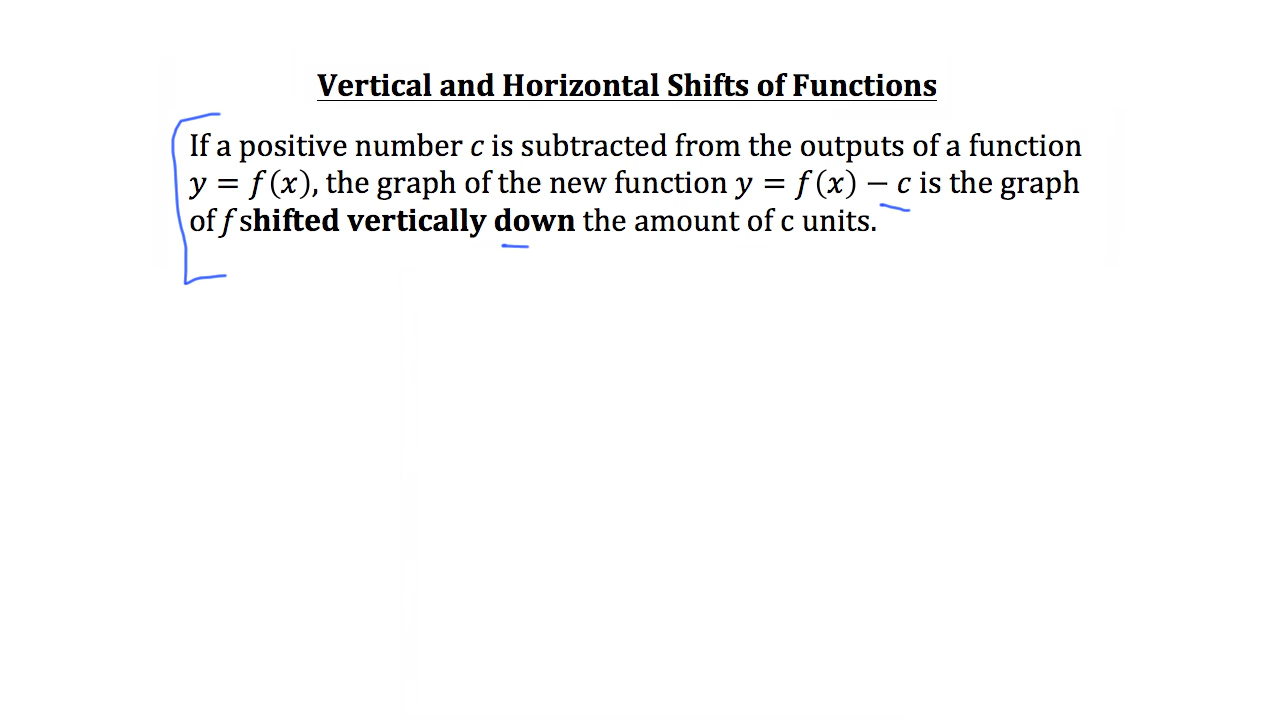 Vertical and Horizontal Shifts of Functions
If a positive number c is subtracted from the outputs of a function
y = f(x), the graph of the new function y = f(x) − c is the graph
of f shifted vertically down the amount of c units.